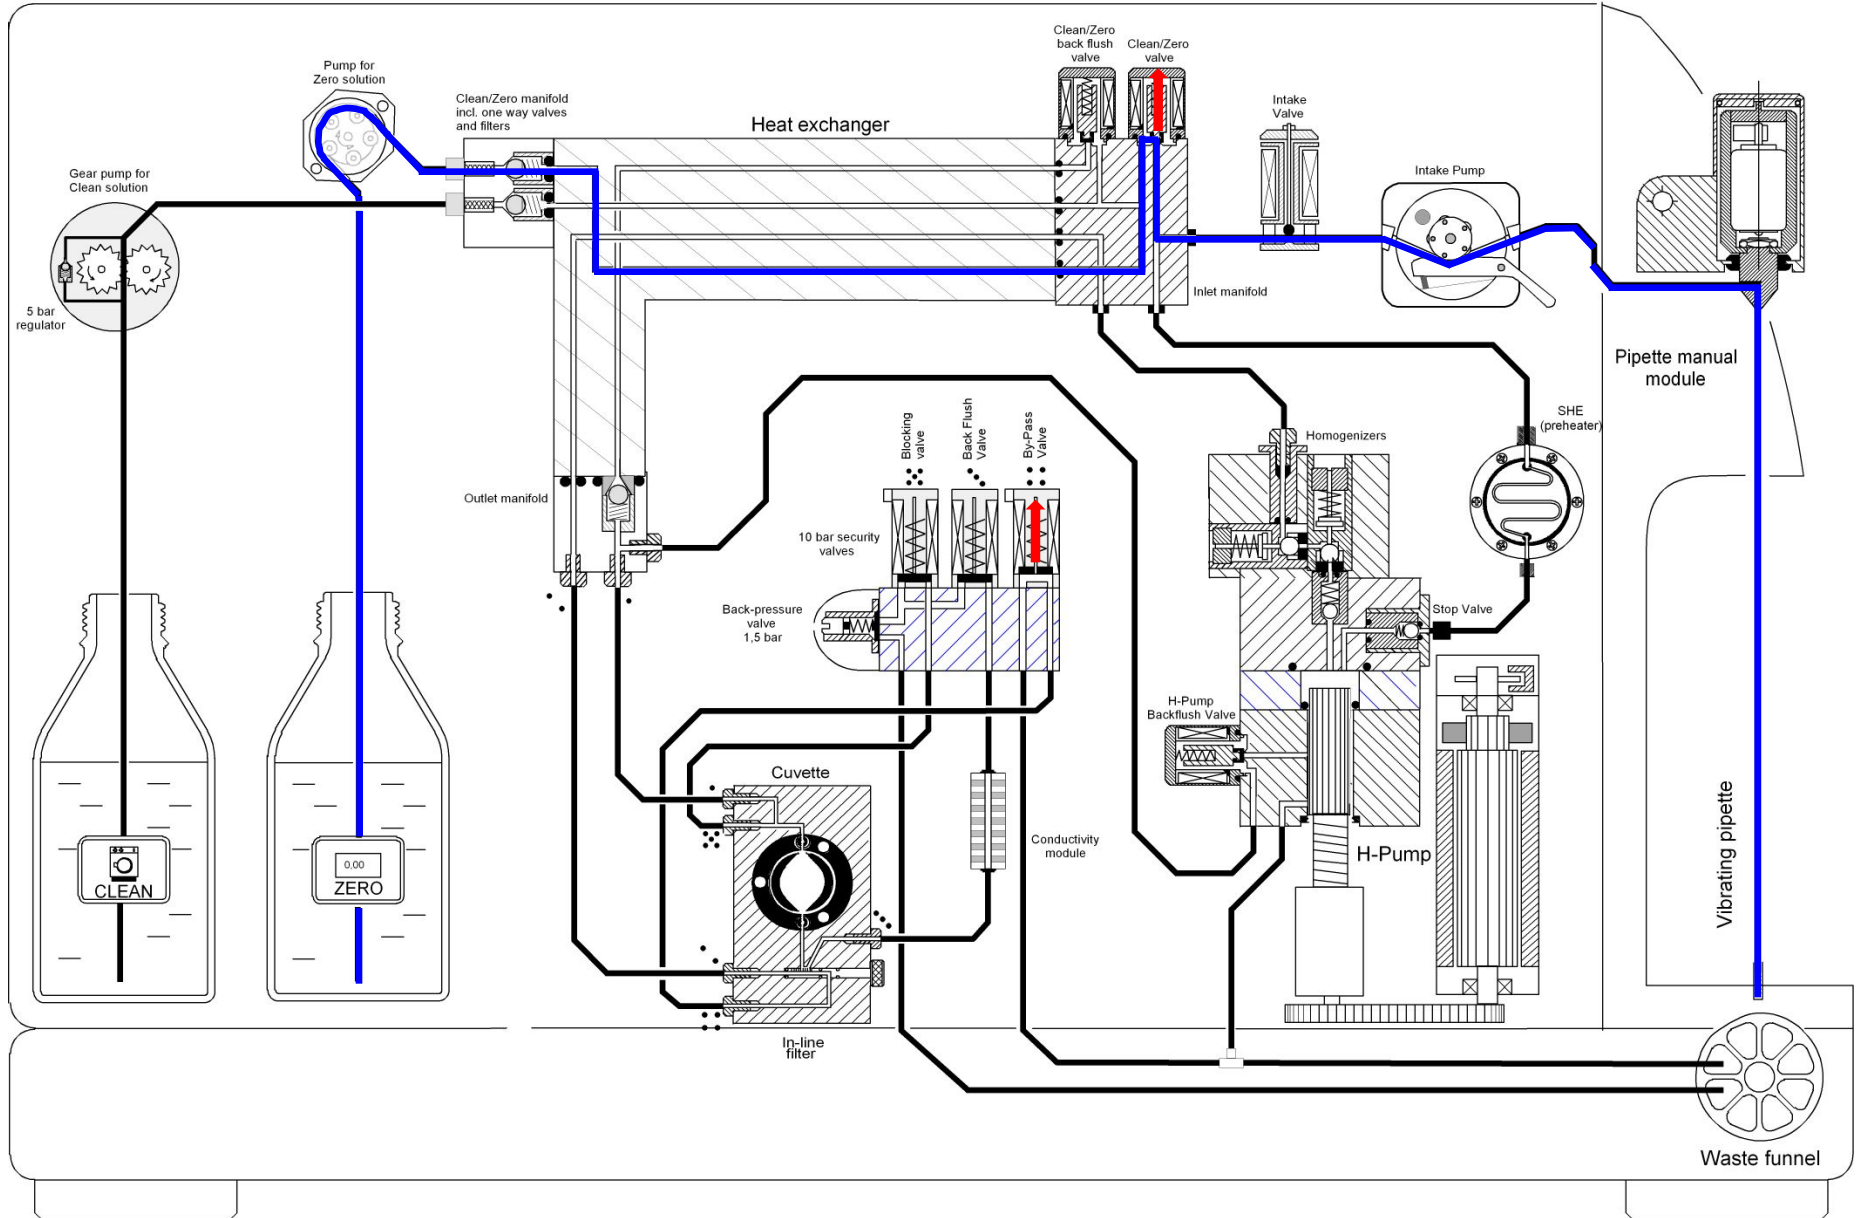 Clean/Zero
back flush
valve
Clean/Zero
valve
Pump for
Zero solution
Clean/Zero manifold
incl. one way valves
and filters
Heat exchanger
Intake
Valve
Gear pump for
Clean solution
Intake Pump
5 bar
regulator
Inlet manifold
Pipette manual
module
SHE
(preheater)
Blocking
valve
Back Flush
Valve
By-Pass
Valve
Homogenizers
Outlet manifold
10 bar security
valves
Back-pressure
valve
1,5 bar
Stop Valve
H-Pump
Backflush Valve
Cuvette
Conductivity
module
H-Pump
Vibrating pipette
CLEAN
0,00
ZERO
In-line
filter
Waste funnel